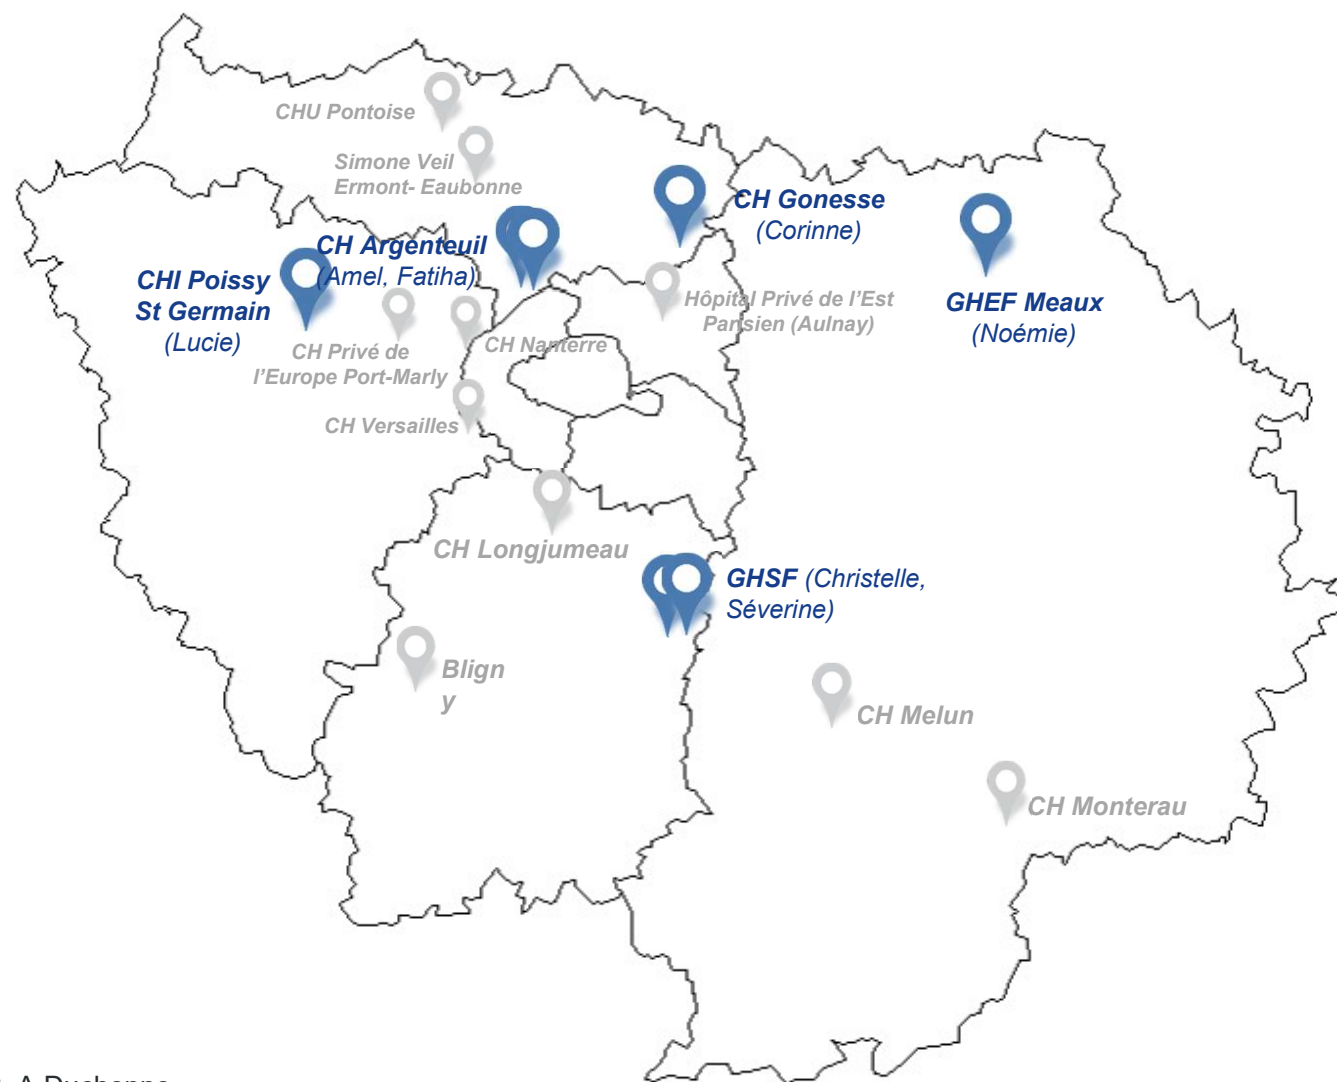 CHU Pontoise
Simone Veil
Ermont- Eaubonne
CH Gonesse
(Corinne)
CH Argenteuil
(Amel, Fatiha)
CHI Poissy
St Germain
(Lucie)
Hôpital Privé de l’Est
Parisien (Aulnay)
GHEF Meaux
(Noémie)
CH Nanterre
CH Privé de
l’Europe Port-Marly
CH Versailles
CH Longjumeau
GHSF (Christelle,
Séverine)
Blign
y
CH Melun
CH Monterau